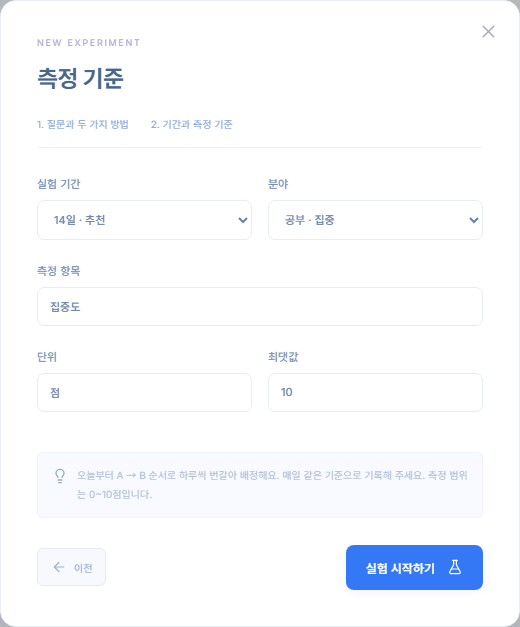 NEW EXPERIMENT
측정 기준
1. 질문과 두 가지 방법 2. 기간과 측정 기준
실험 기간 분야
14일 · 추천 공부 · 집중
측정 항목
집중도
단위 최댓값
점 10
오늘부터 A → B 순서로 하루씩 번갈아 배정해요. 매일 같은 기준으로 기록해 주세요. 측정 범위
는 0~10점입니다.
← 이전 실험 시작하기